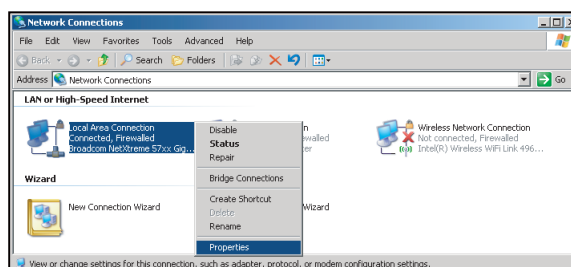 Network Connections
File Edit View Favorites Tools Advanced Help
Back Search Folders
Address Network Connections Go
LAN or High-Speed Internet
Local Area Connection
Connected, Firewalled
Broadcom NetXtreme 57xx Gig...
Disable
Status
Repair
Bridge Connections
Create Shortcut
Delete
Rename
Properties
Wireless Network Connection
Not connected, Firewalled
Intel(R) Wireless WiFi Link 496...
Wizard
New Connection Wizard
Wizard
View or change settings for this connection, such as adapter, protocol, or modem configuration settings.